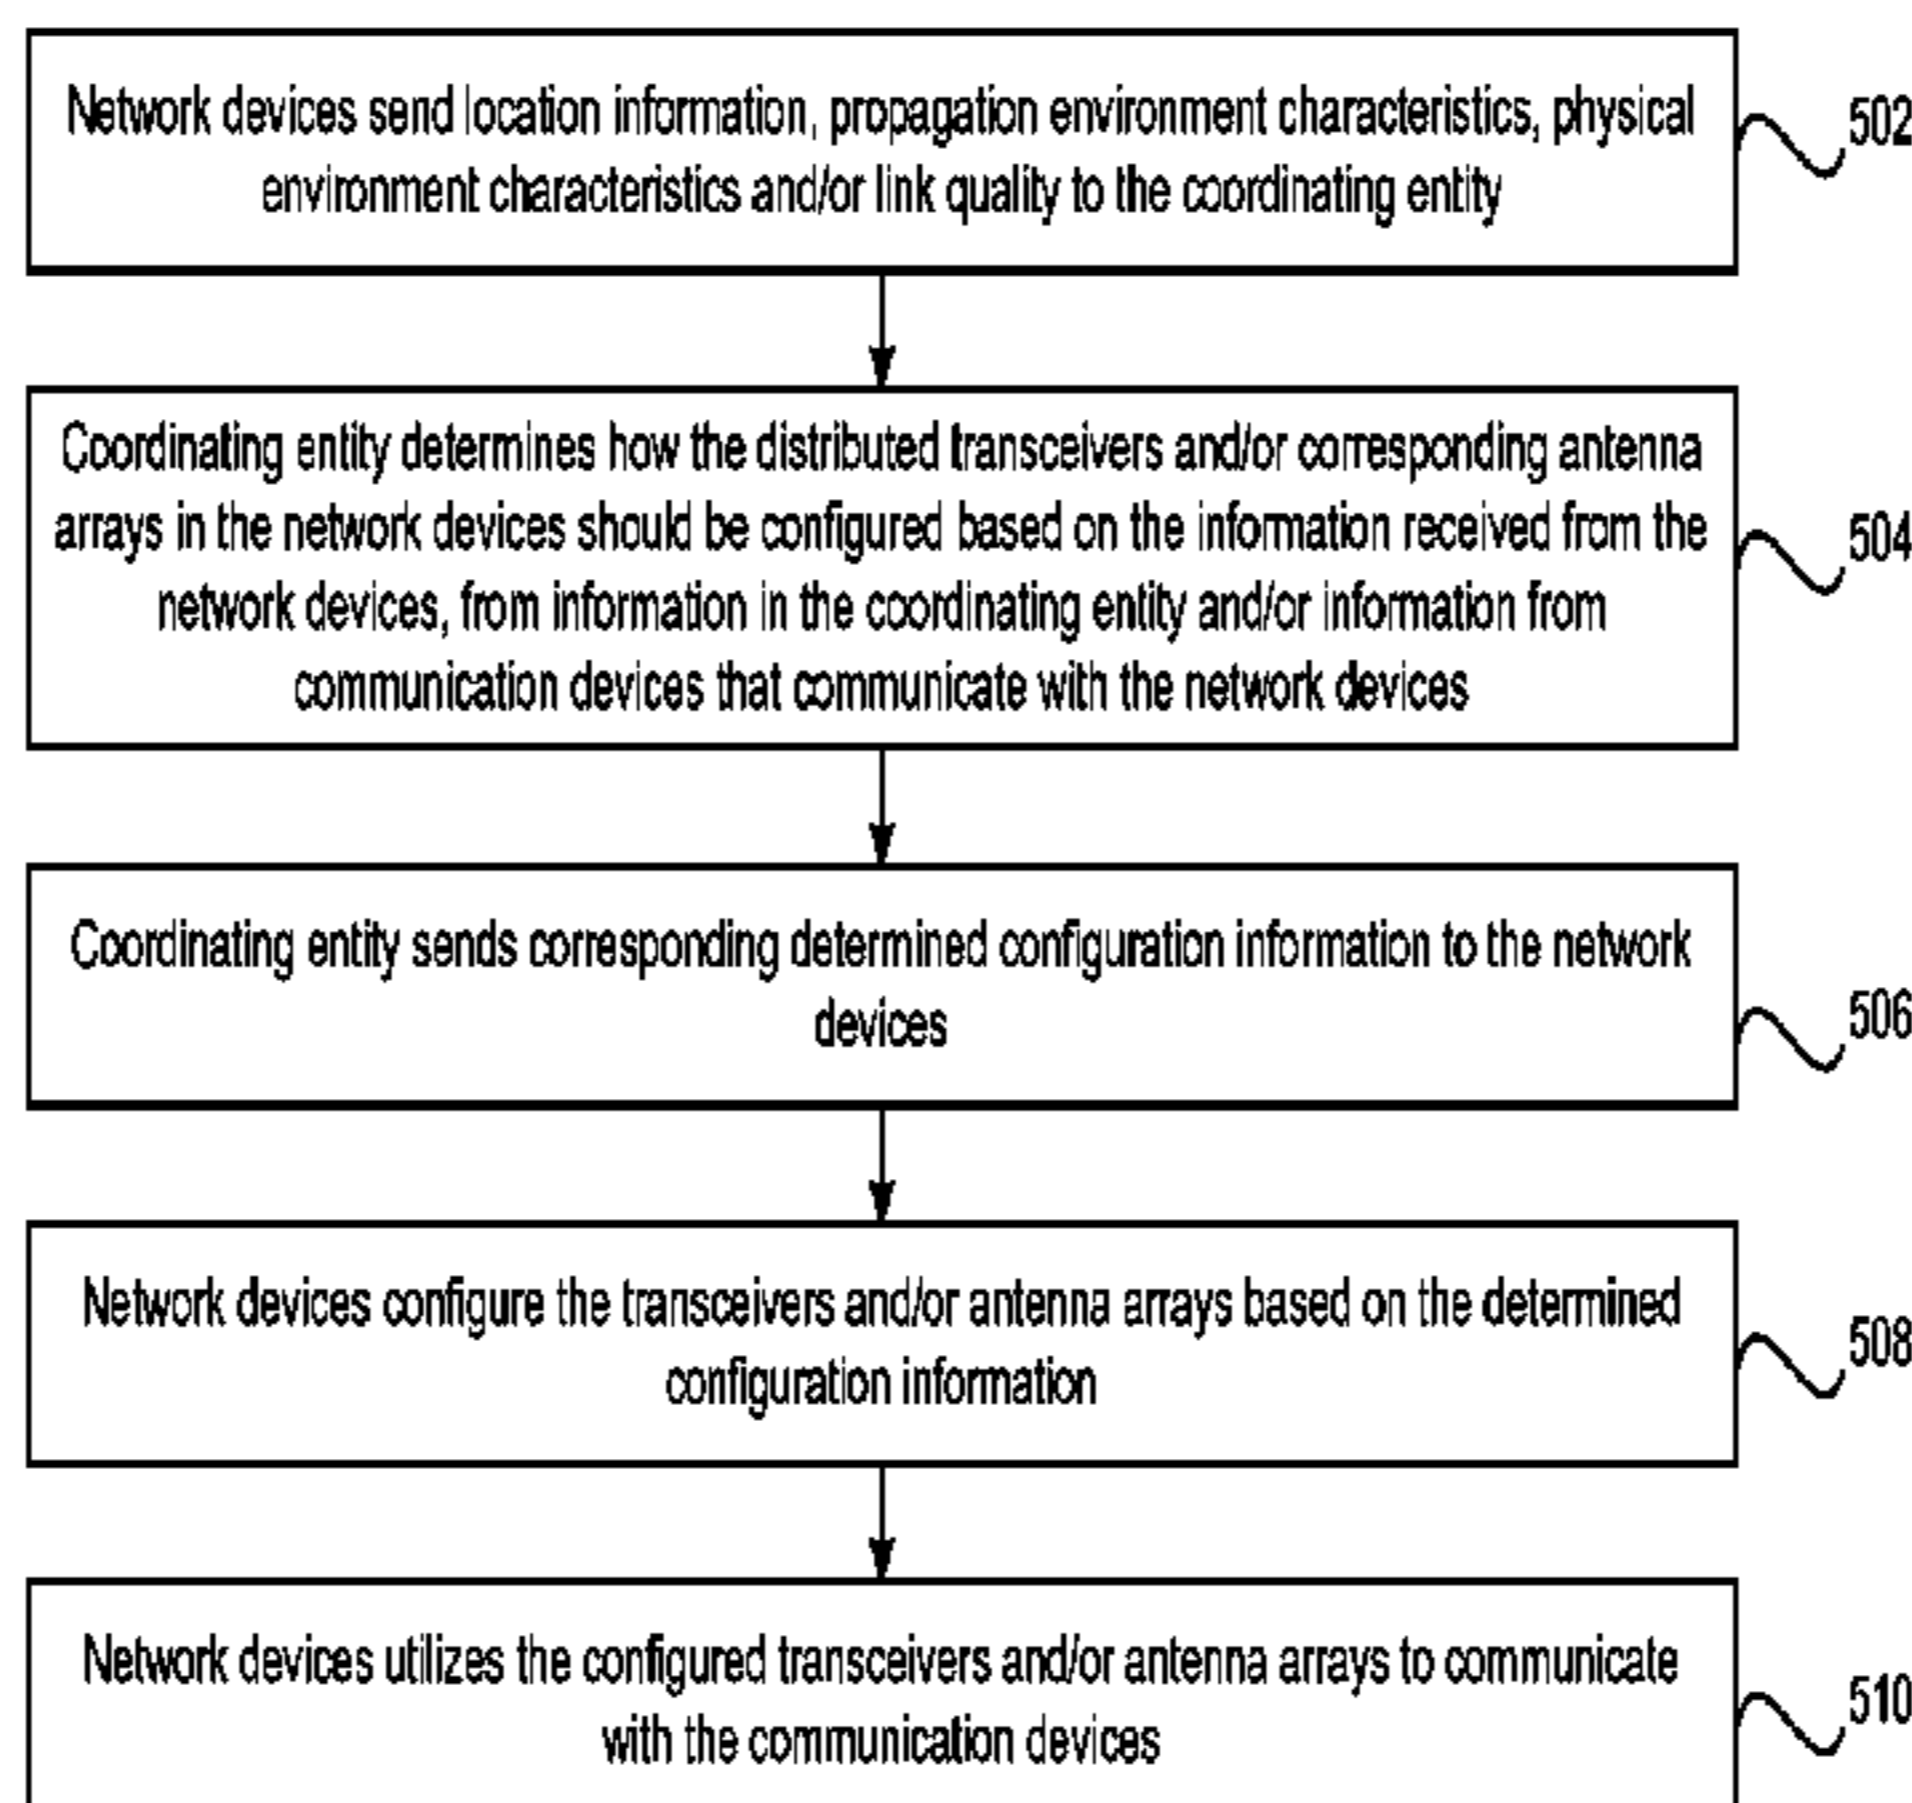 Network devices send location information, propagation environment characteristics, physical
environment characteristics and/or link quality to the coordinating entity
502
Coordinating entity determines how the distributed transceivers and/or corresponding antenna
arrays in the network devices should be configured based on the information received from the
network devices, from information in the coordinating entity and/or information from
communication devices that communicate with the network devices
504
Coordinating entity sends corresponding determined configuration information to the network
devices
506
Network devices configure the transceivers and/or antenna arrays based on the determined
configuration information
508
Network devices utilizes the configured transceivers and/or antenna arrays to communicate
with the communication devices
510